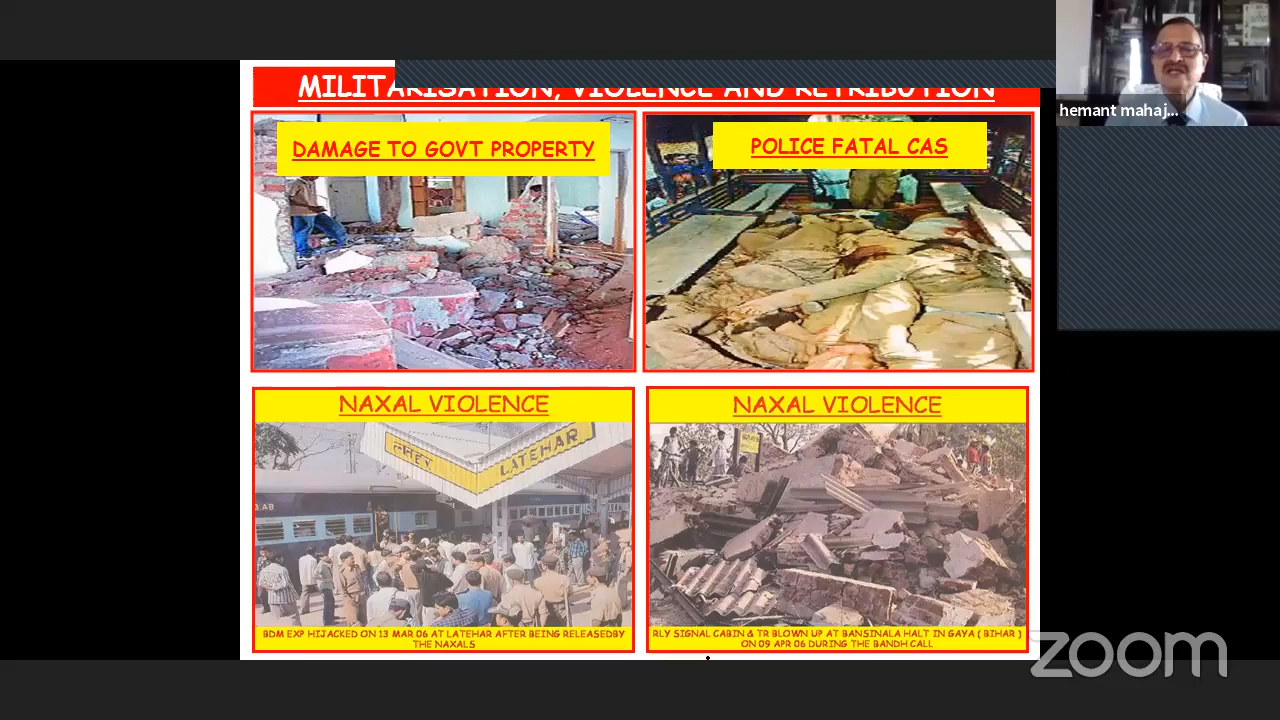 MILITARISATION, VIOLENCE AND RETRIBUTION
hemant mahaj...
DAMAGE TO GOVT PROPERTY
POLICE FATAL CAS
NAXAL VIOLENCE
LATEHAR
BDM EXP HIJACKED ON 13 MAR 06 AT LATEHAR AFTER BEING RELEASEDBY
THE NAXALS
NAXAL VIOLENCE
RLY SIGNAL CABIN & TR BLOWN UP AT BANSINALA HALT IN GAYA ( BIHAR )
ON 09 APR 06 DURING THE BANDH CALL
zoom